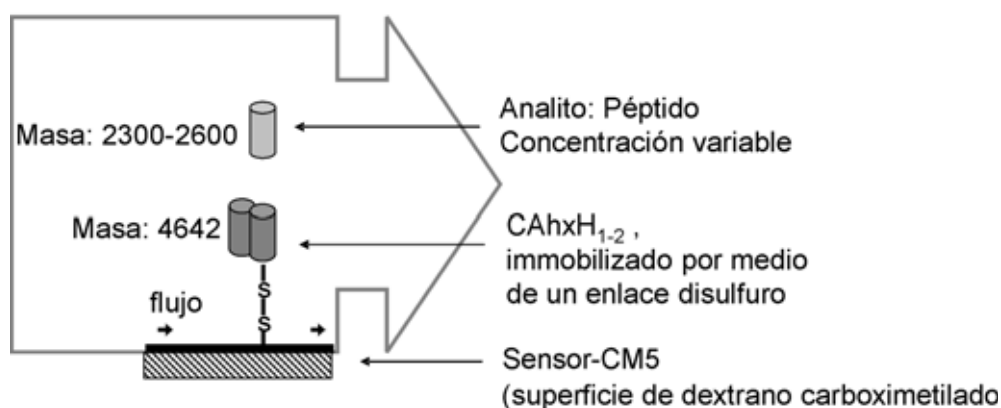 Masa: 2300-2600
Analito: Péptido
Concentración variable
Masa: 4642
CAhxH1-2 ,
immobilizado por medio
de un enlace disulfuro
S
S
flujo
Sensor-CM5
(superficie de dextrano carboximetilado